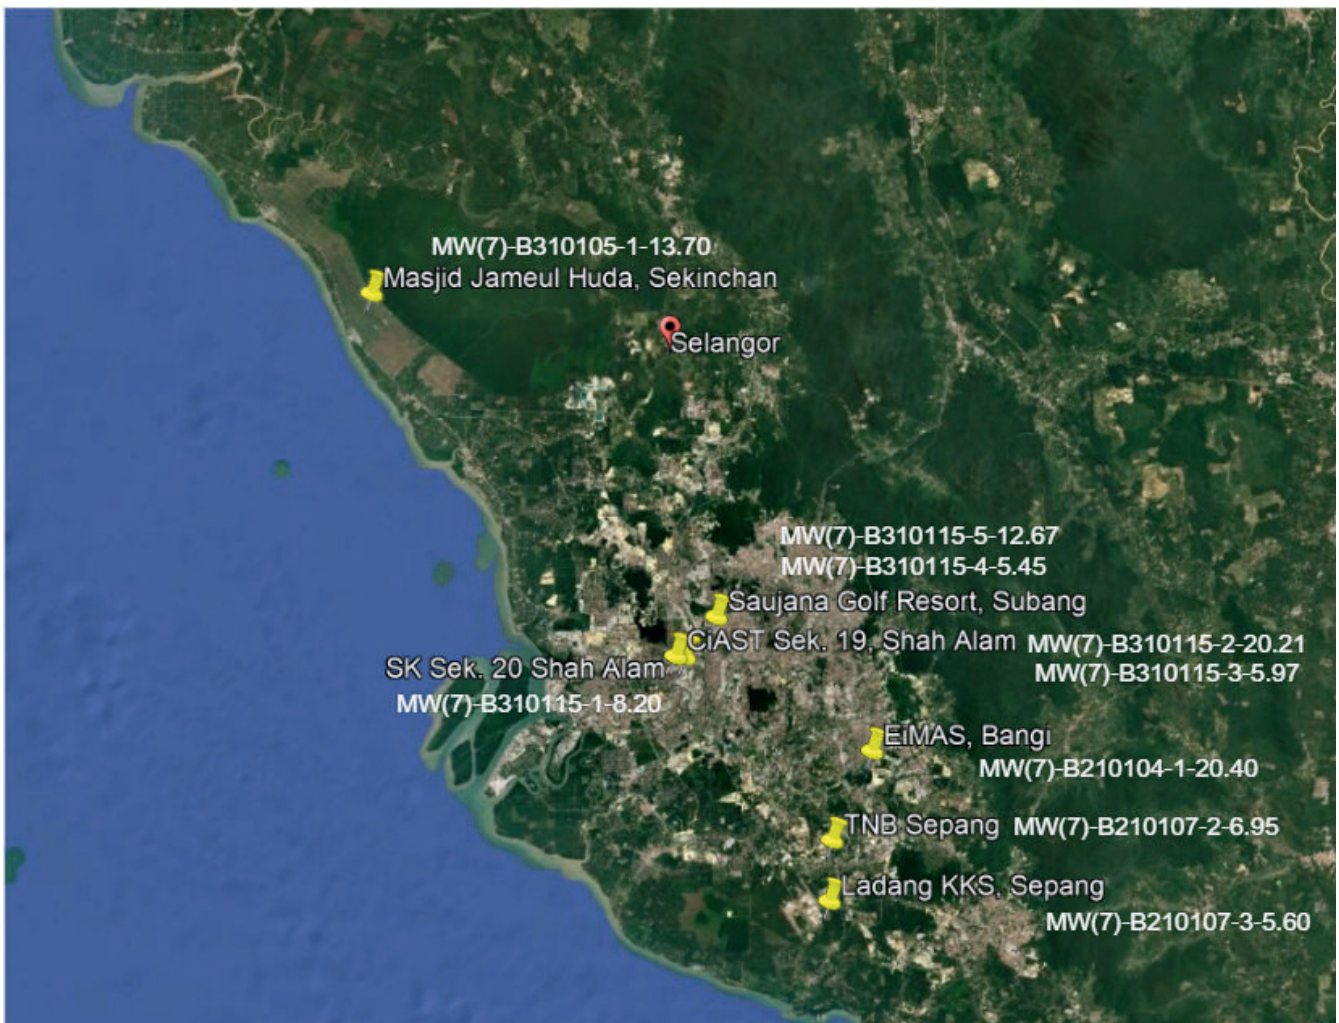 MW(7)-B310105-1-13.70
Masjid Jameul Huda, Sekinchan
Selangor
MW(7)-B310115-5-12.67
MW(7)-B310115-4-5.45
Saujana Golf Resort, Subang
CiAST Sek. 19, Shah Alam
MW(7)-B310115-2-20.21
MW(7)-B310115-3-5.97
SK Sek. 20 Shah Alam
MW(7)-B310115-1-8.20
EiMAS, Bangi
MW(7)-B210104-1-20.40
TNB Sepang
MW(7)-B210107-2-6.95
Ladang KKS, Sepang
MW(7)-B210107-3-5.60